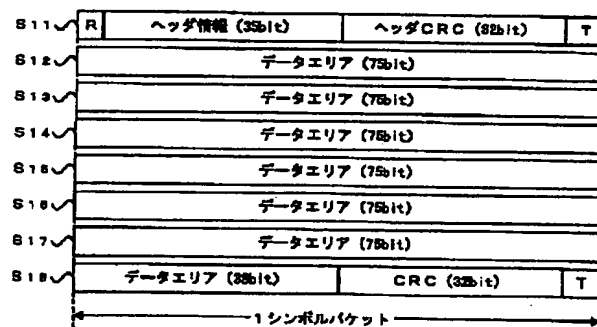 S11 R ヘッダ情報 (35bit) ヘッダCRC (32bit) T
S12 データエリア (75bit)
S13 データエリア (75bit)
S14 データエリア (75bit)
S15 データエリア (75bit)
S16 データエリア (75bit)
S17 データエリア (75bit)
S18 データエリア (38bit) CRC (32bit) T
1シンボルパケット